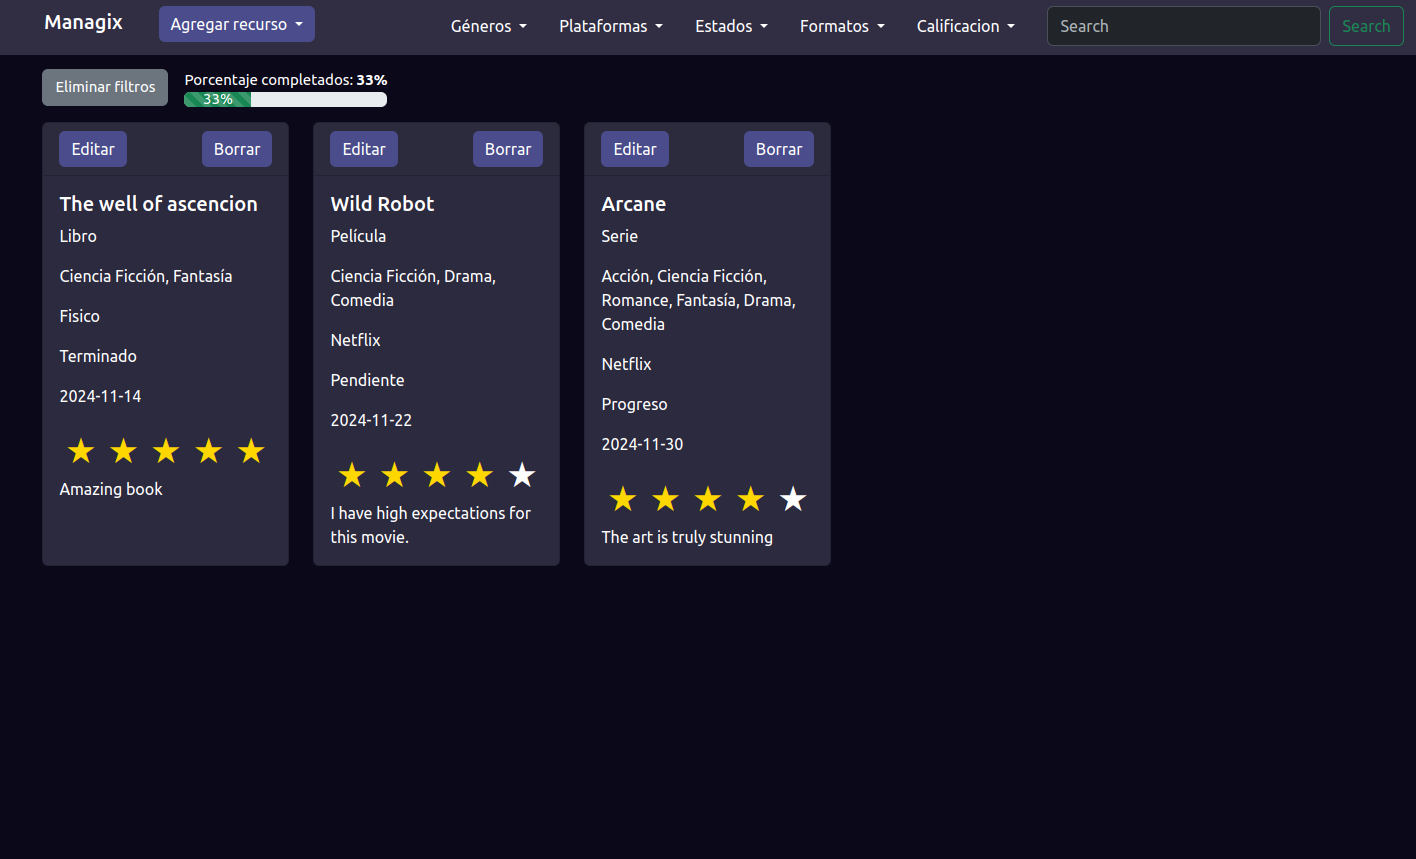 Managix
Agregar recurso
Géneros
Plataformas
Estados
Formatos
Calificacion
Search
Search
Eliminar filtros
Porcentaje completados: 33%
33%
Editar
Borrar
The well of ascencion
Libro
Ciencia Ficción, Fantasía
Fisico
Terminado
2024-11-14
Amazing book
Editar
Borrar
Wild Robot
Película
Ciencia Ficción, Drama,
Comedia
Netflix
Pendiente
2024-11-22
I have high expectations for
this movie.
Editar
Borrar
Arcane
Serie
Acción, Ciencia Ficción,
Romance, Fantasía, Drama,
Comedia
Netflix
Progreso
2024-11-30
The art is truly stunning